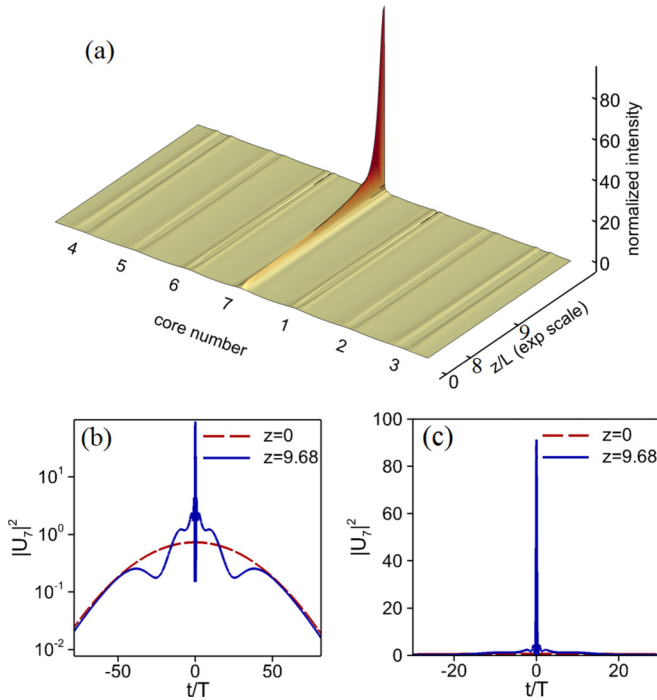 (a)
normalized intensity
80
60
40
20
0
4
5
6
7
1
2
3
core number
0
8
9
z/L (exp scale)
(b)
z=0
z=9.68
10¹
10⁰
10⁻¹
10⁻²
|U₇|²
-50
0
50
t/T
(c)
z=0
z=9.68
100
80
60
40
20
0
|U₇|²
-20
0
20
t/T